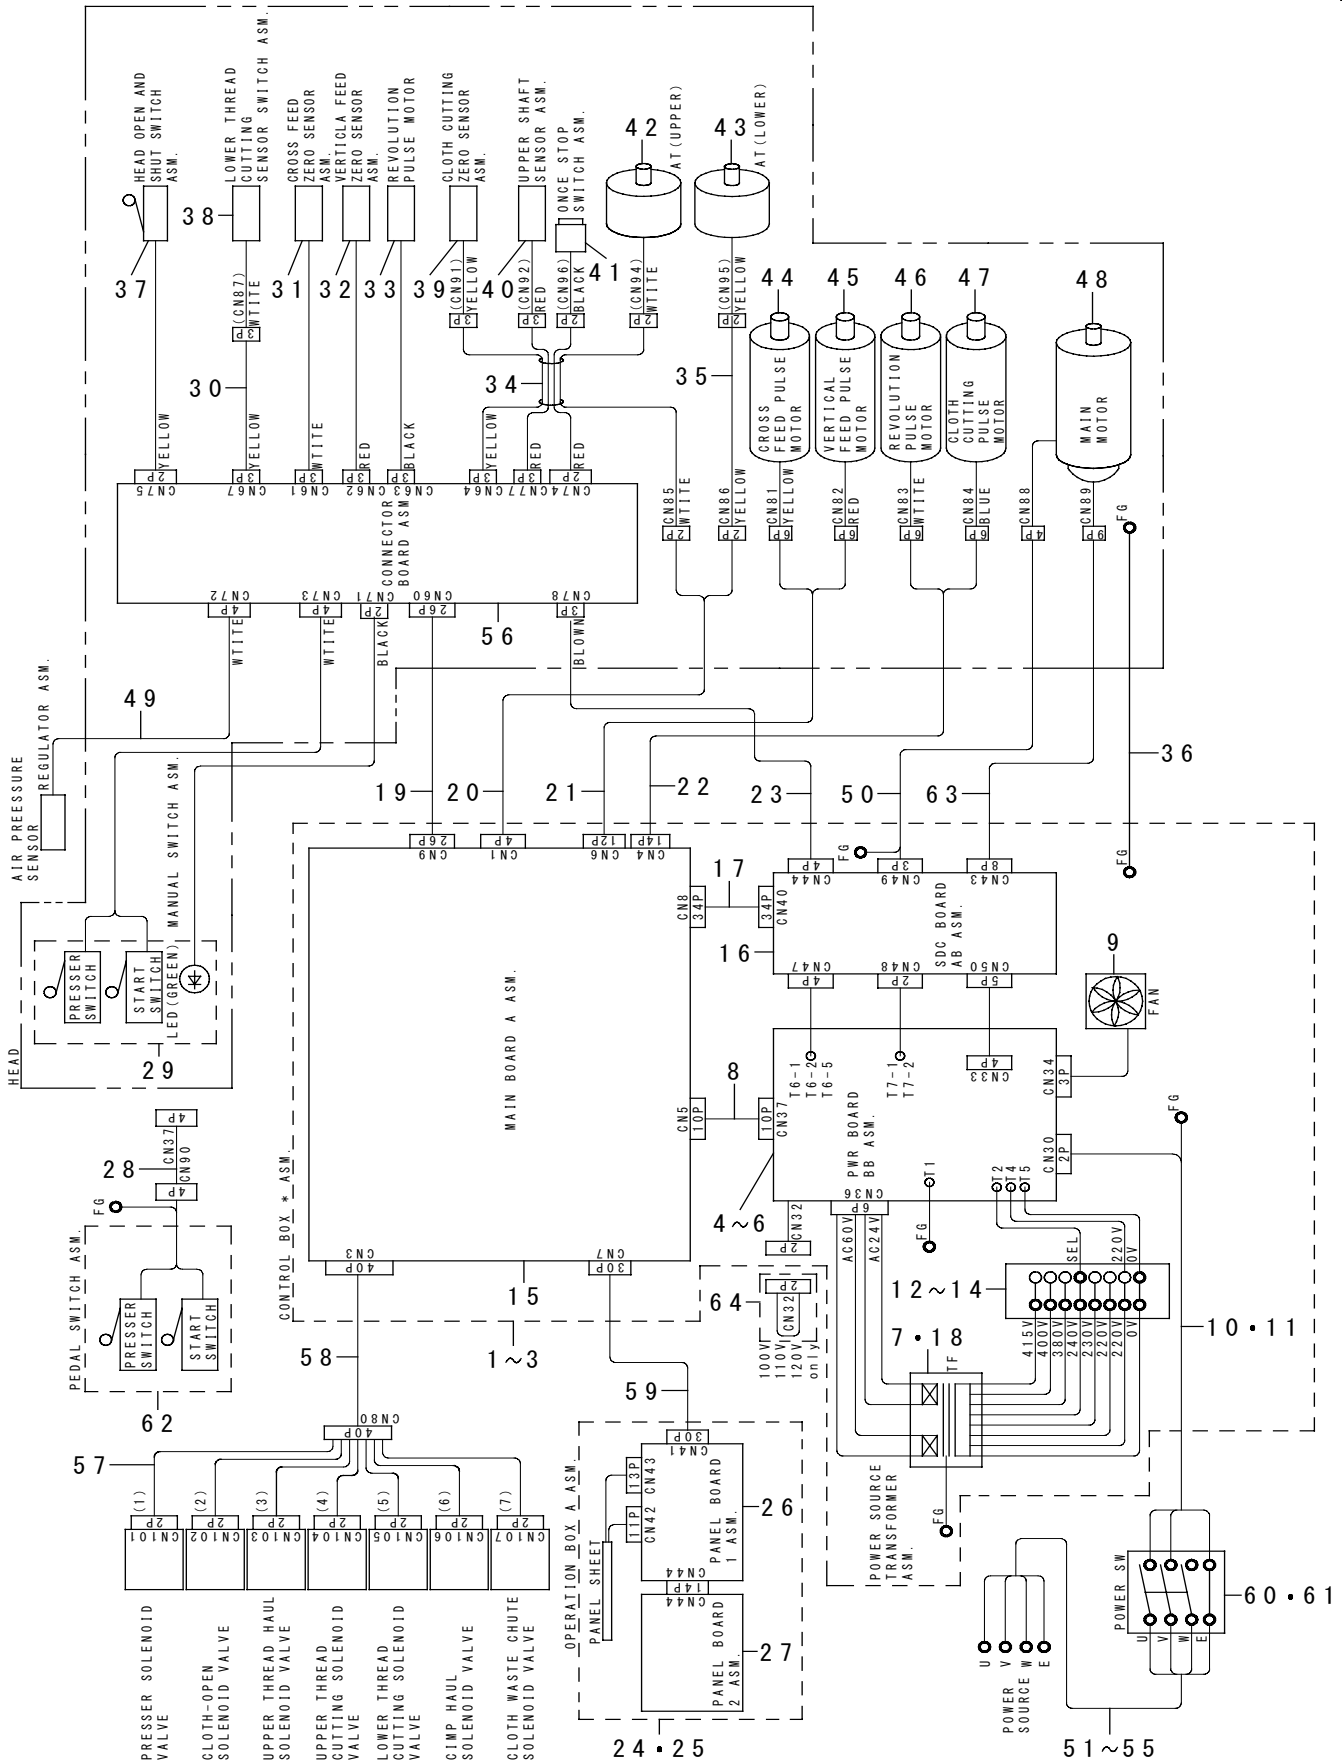 HEAD OPEN AND
SHUT SWITCH
ASM.
LOWER THREAD
CUTTING
SENSOR SWITCH ASM.
CROSS FEED
ZERO SENSOR
ASM.
VERTICLA FEED
ZERO SENSOR
ASM.
REVOLUTION
PULSE MOTOR
CLOTH CUTTING
ZERO SENSOR
ASM.
UPPER SHAFT
SENSOR ASM.
ONCE STOP
SWITCH ASM.
AT(UPPER)
AT(LOWER)
42
43
37
38
31
32
33
39
40
41
44
45
46
47
48
(CN87)
WTITE
3P
(CN91)
YELLOW
3P
(CN92)
RED
3P
(CN96)
BLACK
2P
(CN94)
WTITE
2P
(CN95)
YELLOW
2P
30
34
35
CROSS
FEED PULSE
MOTOR
VERTICAL
FEED PULSE
MOTOR
REVOLUTION
PULSE
MOTOR
CLOTH
CUTTING
PULSE
MOTOR
MAIN
MOTOR
YELLOW
2P
CN75
YELLOW
3P
CN67
WTITE
3P
CN61
RED
3P
CN62
BLACK
3P
CN63
YELLOW
3P
CN64
RED
3P
CN77
RED
2P
CN74
CONNECTOR
BOARD ASM
CN85
WTITE
2P
CN86
YELLOW
2P
CN81
YELLOW
6P
CN82
RED
6P
CN83
WTITE
6P
CN84
BLUE
6P
CN88
4P
CN89
9P
FG
CN72
4P
WTITE
CN73
4P
WTITE
CN71
2P
BLACK
CN60
26P
CN78
3P
BLOWN
56
AIR PREESSURE
SENSOR
REGULATOR ASM.
49
MANUAL SWITCH ASM.
19
20
21
22
23
50
63
36
26P
CN9
4P
CN1
12P
CN6
14P
CN4
FG
4P
CN44
3P
CN49
8P
CN43
FG
CN8
34P
17
34P
CN40
16
SDC BOARD
AB ASM.
CN47
4P
CN48
2P
CN50
5P
9
FAN
PRESSER
SWITCH
START
SWITCH
LED(GREEN)
29
HEAD
MAIN BOARD A ASM.
CONTROL BOX * ASM.
T6-1
T6-2
T6-5
T7-1
T7-2
4P
CN33
CN34
3P
CN5
10P
8
10P
CN37
PWR BOARD
BB ASM.
CN30
2P
FG
4~6
CN32
2P
CN36
6P
T1
FG
T2
T4
T5
4P
CN37
28
CN90
4P
FG
PEDAL SWITCH ASM.
PRESSER
SWITCH
START
SWITCH
62
CN3
40P
CN7
30P
15
1~3
58
59
64
2P
CN32
100V
110V
120V
only
AC60V
AC24V
SEL
220V
0V
12~14
415V
400V
380V
240V
230V
220V
220V
0V
7・18
TF
10・11
FG
POWER SOURCE
TRANSFORMER
ASM.
CN80
40P
57
(1)
2P
CN101
(2)
2P
CN102
(3)
2P
CN103
(4)
2P
CN104
(5)
2P
CN105
(6)
2P
CN106
(7)
2P
CN107
PRESSER SOLENOID
VALVE
CLOTH-OPEN
SOLENOID VALVE
UPPER THREAD HAUL
SOLENOID VALVE
UPPER THREAD
CUTTING SOLENOID
VALVE
LOWER THREAD
CUTTING SOLENOID
VALVE
CIMP HAUL
SOLENOID VALVE
CLOTH WASTE CHUTE
SOLENOID VALVE
OPERATION BOX A ASM.
PANEL SHEET
30P
CN41
13P
CN43
11P
CN42
PANEL BOARD
1 ASM.
26
CN44
14P
CN44
PANEL BOARD
2 ASM.
27
24・25
POWER SW
U
V
W
E
60・61
U
V
W
E
POWER
SOURCE
51~55